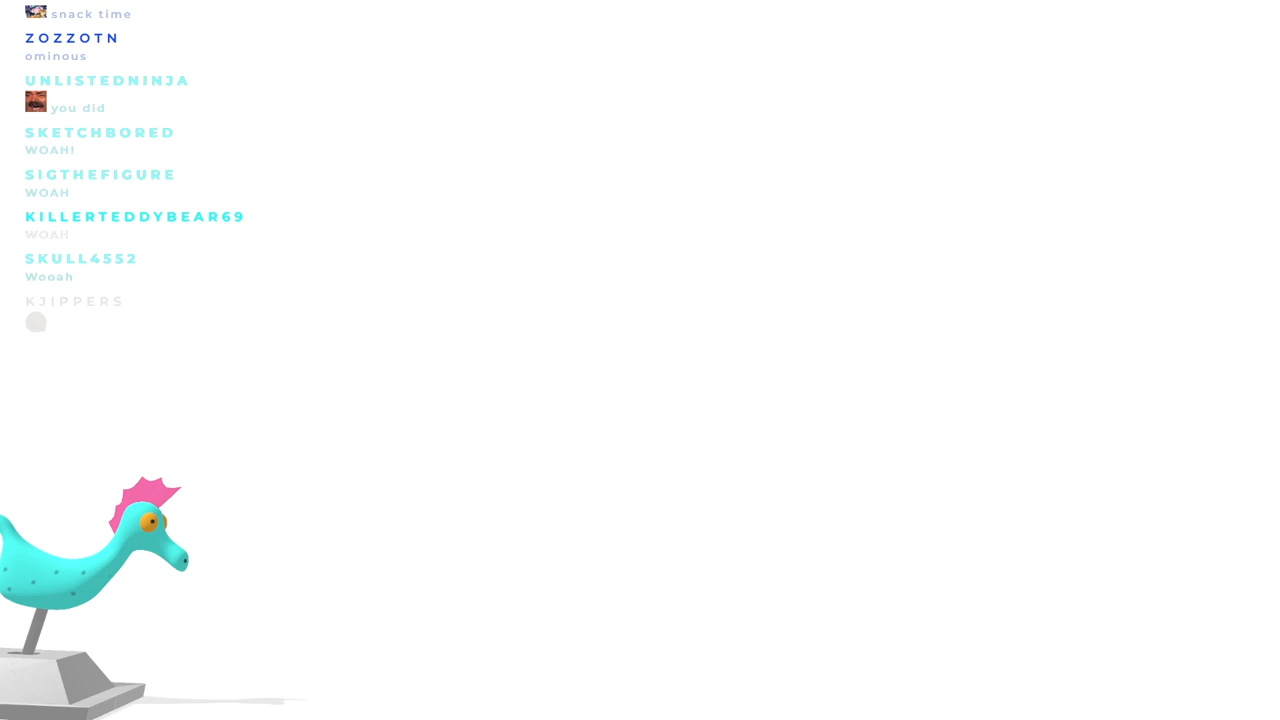 snack time
ZOZZOTN
ominous
UNLISTEDNINJA
you did
SKETCHBORED
WOAH!
SIGTHEFIGURE
WOAH
KILLERTEDDYBEAR69
WOAH
SKULL4552
Wooah
KJIPPERS